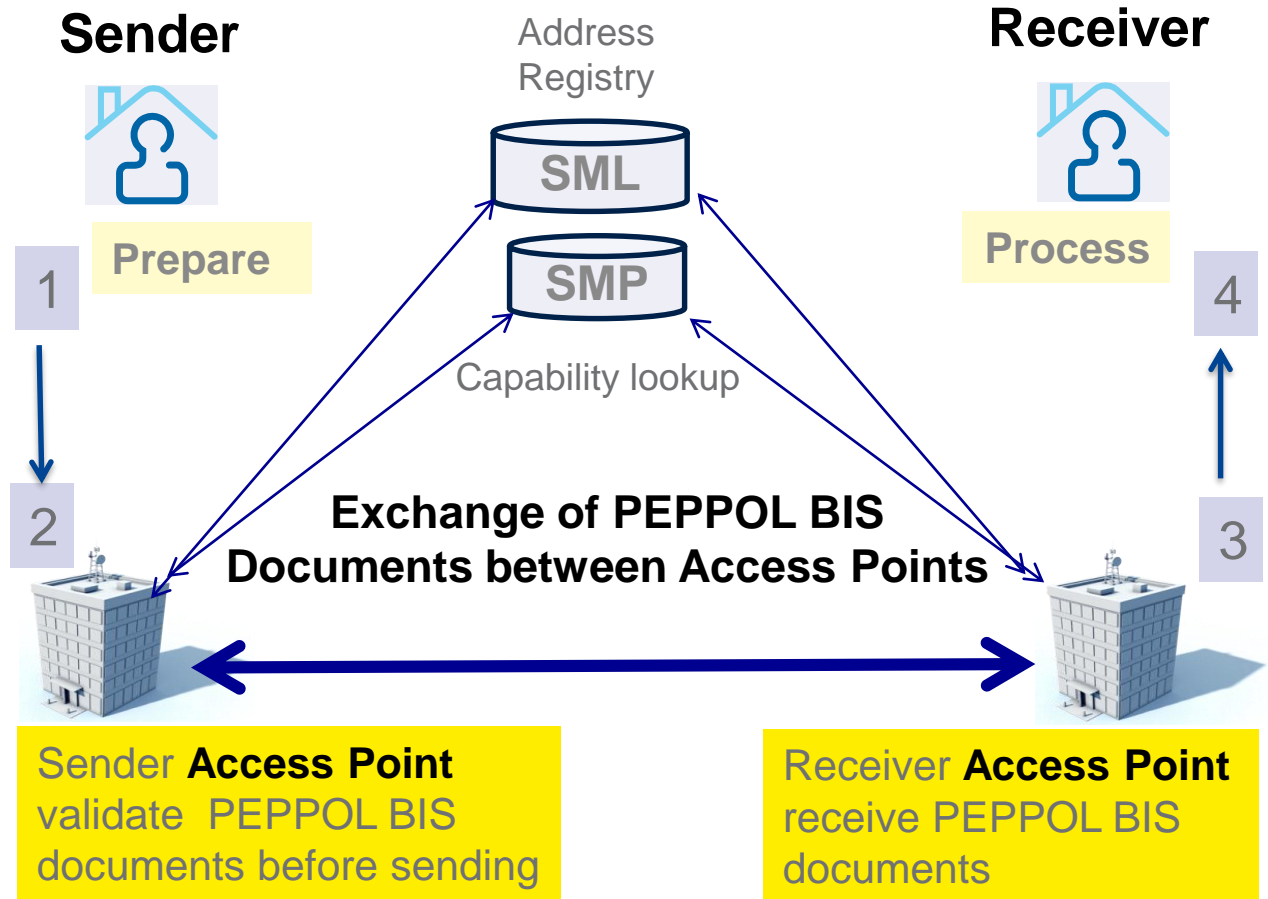 Sender
Address
Registry
Receiver
SML
Prepare
Process
SMP
1
4
Capability lookup
2
3
Exchange of PEPPOL BIS
Documents between Access Points
Sender Access Point
validate PEPPOL BIS
documents before sending
Receiver Access Point
receive PEPPOL BIS
documents